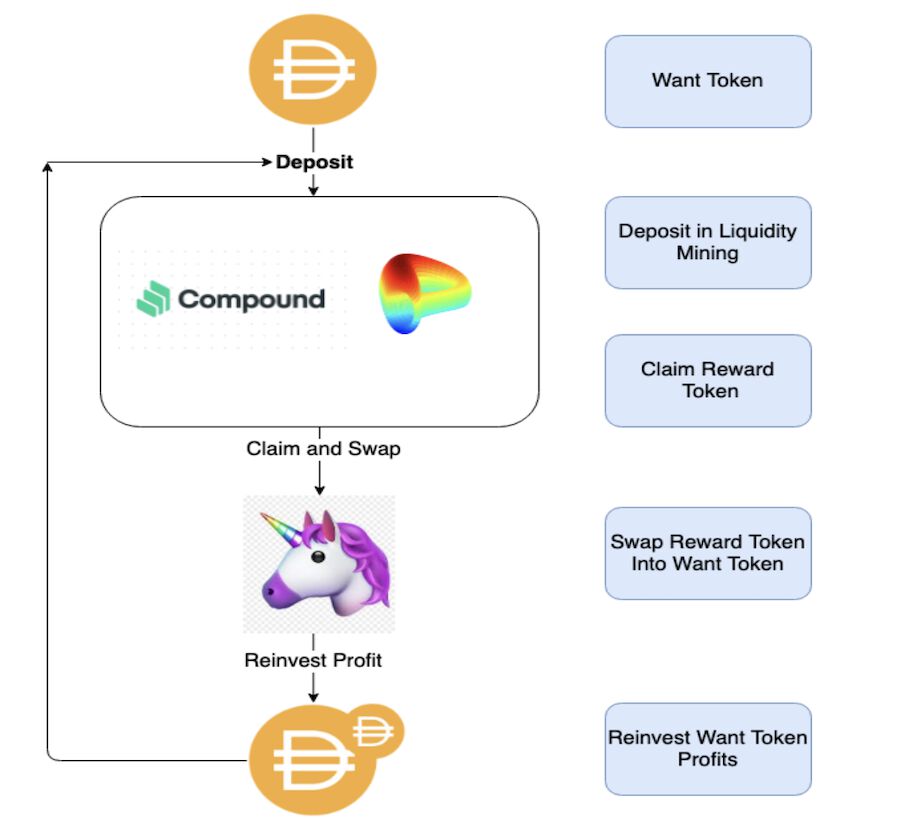 Want Token
Deposit
Deposit in Liquidity
Mining
Compound
Claim Reward
Token
Claim and Swap
Swap Reward Token
Into Want Token
Reinvest Profit
Reinvest Want Token
Profits